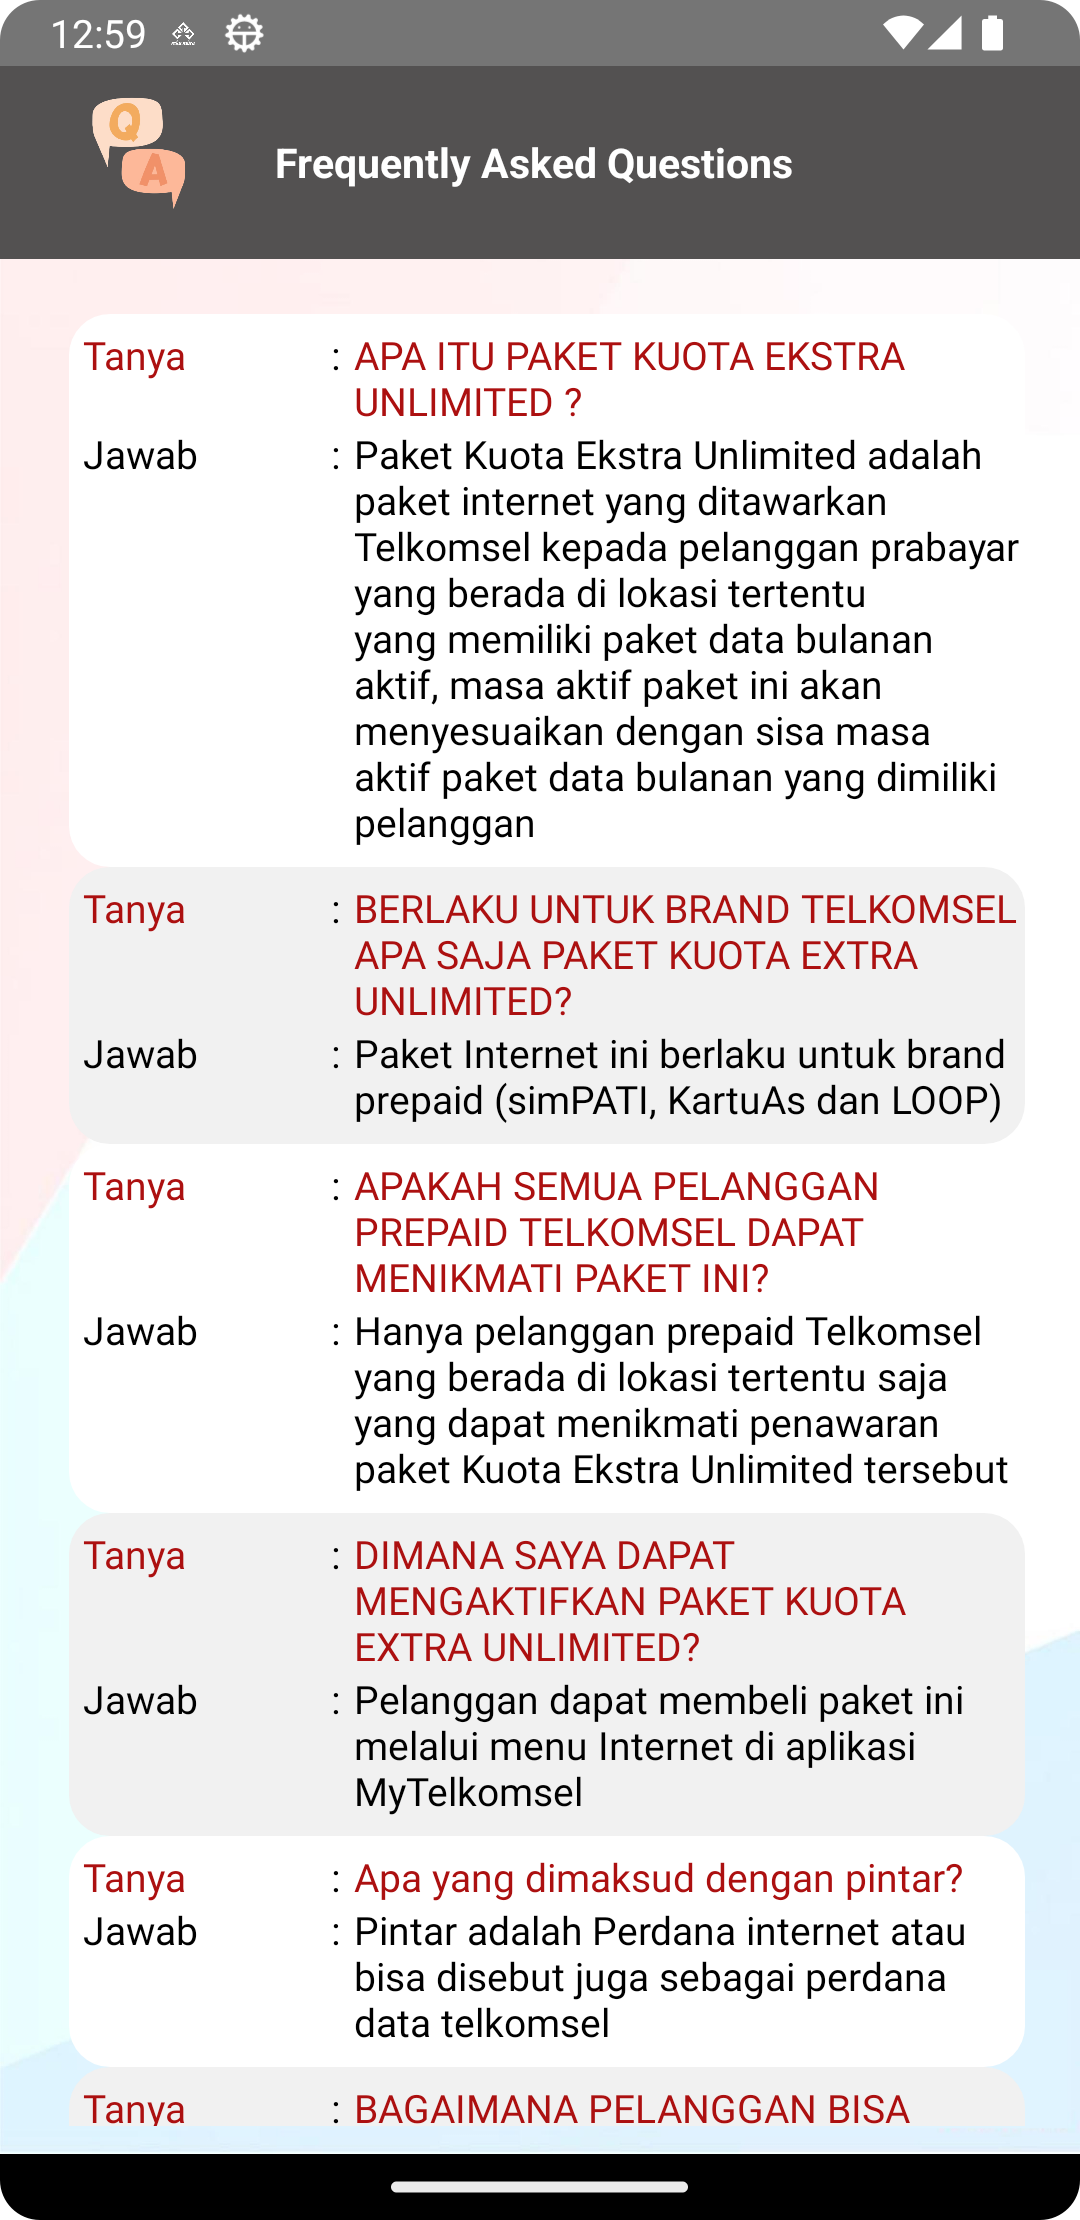 12:59
Q
A
Frequently Asked Questions
Tanya : APA ITU PAKET KUOTA EKSTRA
UNLIMITED ?
Jawab : Paket Kuota Ekstra Unlimited adalah
paket internet yang ditawarkan
Telkomsel kepada pelanggan prabayar
yang berada di lokasi tertentu
yang memiliki paket data bulanan
aktif, masa aktif paket ini akan
menyesuaikan dengan sisa masa
aktif paket data bulanan yang dimiliki
pelanggan
Tanya : BERLAKU UNTUK BRAND TELKOMSEL
APA SAJA PAKET KUOTA EXTRA
UNLIMITED?
Jawab : Paket Internet ini berlaku untuk brand
prepaid (simPATI, KartuAs dan LOOP)
Tanya : APAKAH SEMUA PELANGGAN
PREPAID TELKOMSEL DAPAT
MENIKMATI PAKET INI?
Jawab : Hanya pelanggan prepaid Telkomsel
yang berada di lokasi tertentu saja
yang dapat menikmati penawaran
paket Kuota Ekstra Unlimited tersebut
Tanya : DIMANA SAYA DAPAT
MENGAKTIFKAN PAKET KUOTA
EXTRA UNLIMITED?
Jawab : Pelanggan dapat membeli paket ini
melalui menu Internet di aplikasi
MyTelkomsel
Tanya : Apa yang dimaksud dengan pintar?
Jawab : Pintar adalah Perdana internet atau
bisa disebut juga sebagai perdana
data telkomsel
Tanya : BAGAIMANA PELANGGAN BISA